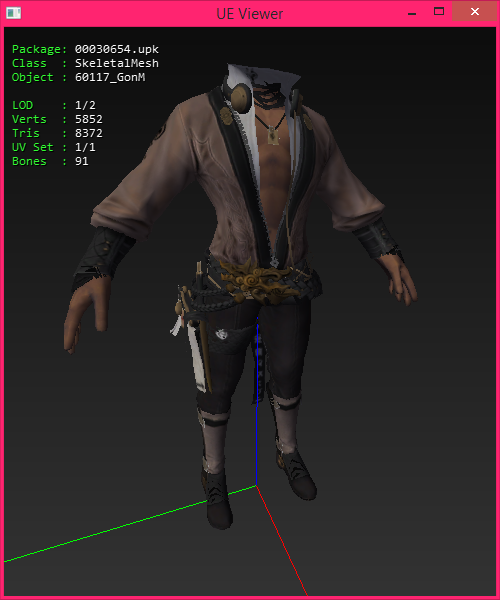 UE Viewer
Package: 00030654.upk
Class : SkeletalMesh
Object : 60117_GonM
LOD : 1/2
Verts : 5852
Tris : 8372
UV Set : 1/1
Bones : 91